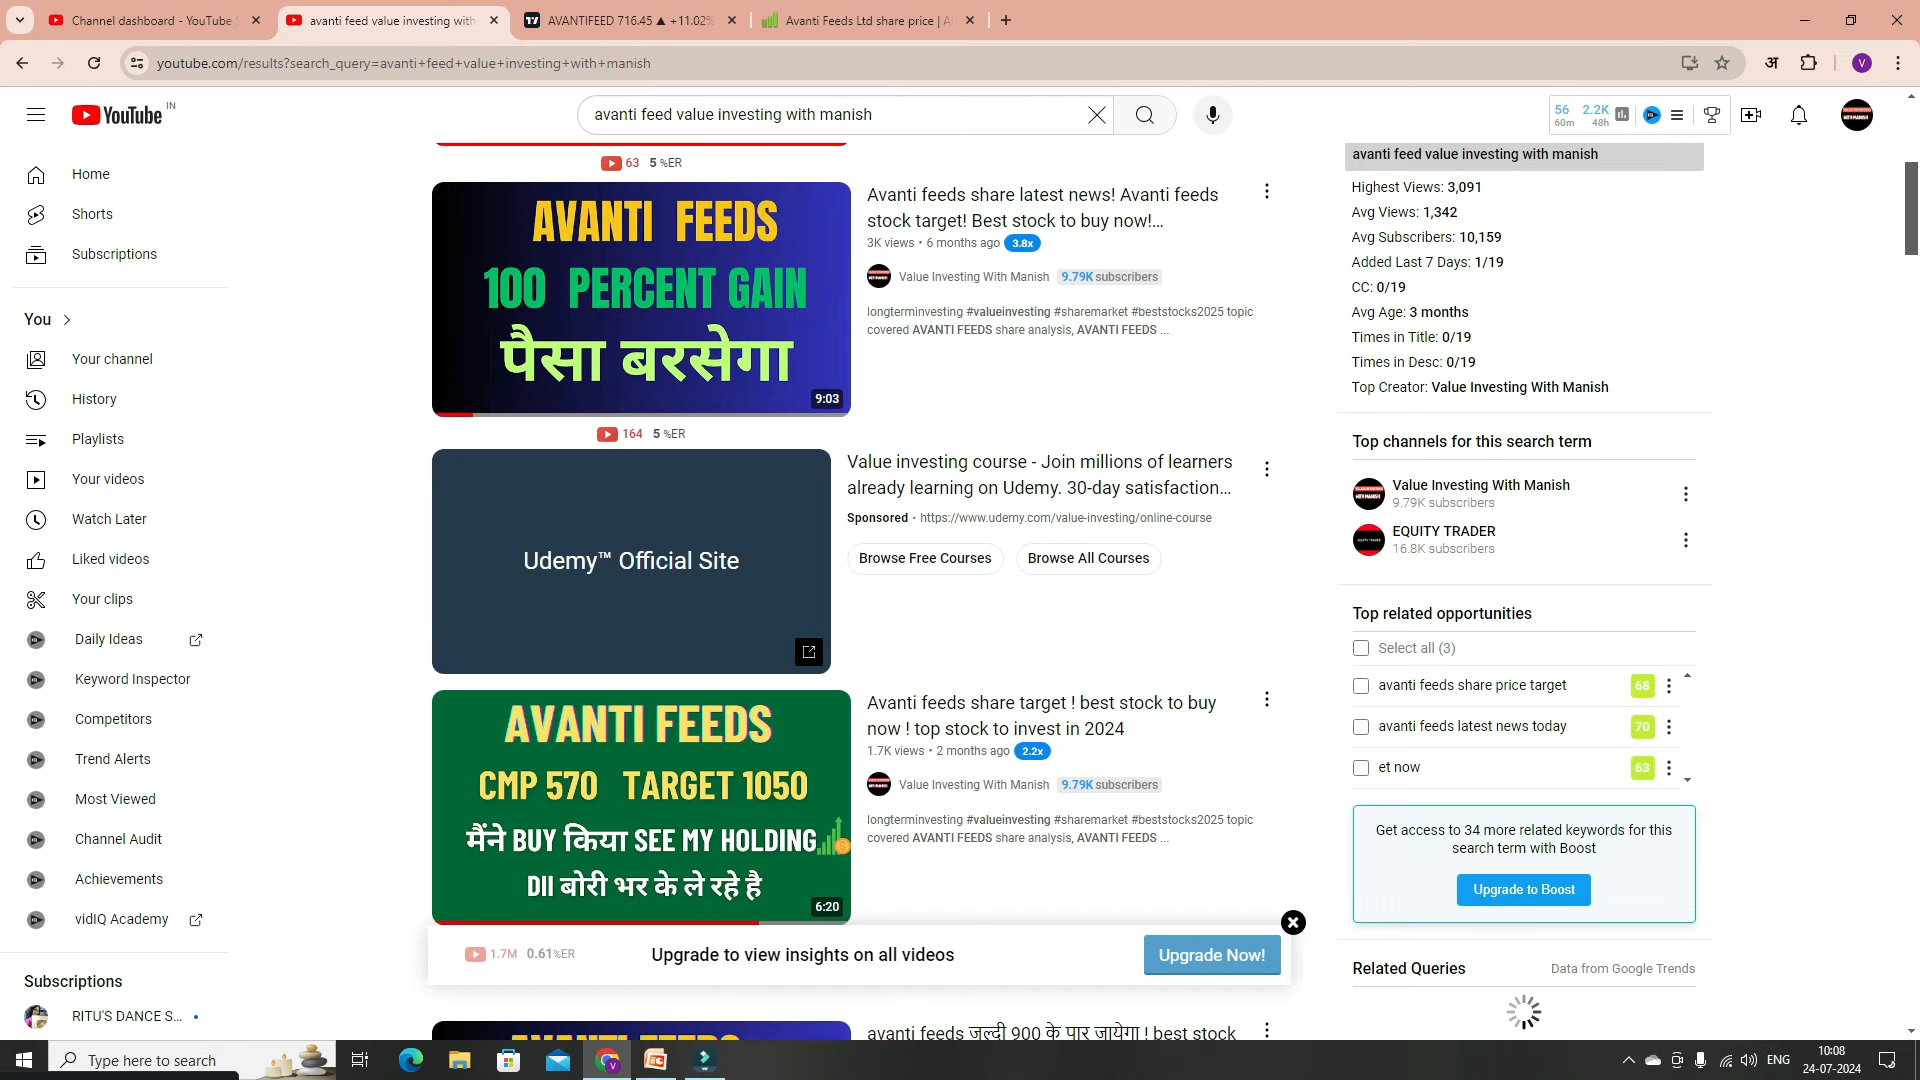 Channel dashboard - YouTube S
avanti feed value investing with
AVANTIFEED 716.45 ▲ +11.02%
Avanti Feeds Ltd share price |
youtube.com/results?search_query=avanti+feed+value+investing+with+manish
अ
V
YouTube IN
avanti feed value investing with manish
56 2.2K
60m 48h
Home
Shorts
Subscriptions
You
Your channel
History
Playlists
Your videos
Watch Later
Liked videos
Your clips
Daily Ideas
Keyword Inspector
Competitors
Trend Alerts
Most Viewed
Channel Audit
Achievements
vidIQ Academy
Subscriptions
RITU'S DANCE S...
63 5 %ER
AVANTI FEEDS
100 PERCENT GAIN
पैसा बरसेगा
9:03
Avanti feeds share latest news! Avanti feeds
stock target! Best stock to buy now!...
3K views • 6 months ago 3.8x
Value Investing With Manish 9.79K subscribers
longterminvesting #valueinvesting #sharemarket #beststocks2025 topic
covered AVANTI FEEDS share analysis, AVANTI FEEDS ...
164 5 %ER
Udemy™ Official Site
Value investing course - Join millions of learners
already learning on Udemy. 30-day satisfaction...
Sponsored · https://www.udemy.com/value-investing/online-course
Browse Free Courses Browse All Courses
AVANTI FEEDS
CMP 570 TARGET 1050
मैंने BUY किया SEE MY HOLDING
DII बोरी भर के ले रहे है
6:20
Avanti feeds share target ! best stock to buy
now ! top stock to invest in 2024
1.7K views • 2 months ago 2.2x
Value Investing With Manish 9.79K subscribers
longterminvesting #valueinvesting #sharemarket #beststocks2025 topic
covered AVANTI FEEDS share analysis, AVANTI FEEDS ...
1.7M 0.61%ER Upgrade to view insights on all videos Upgrade Now!
AVANTI FEEDS
avanti feeds जल्दी 900 के पार जायेगा ! best stock
avanti feed value investing with manish
Highest Views: 3,091
Avg Views: 1,342
Avg Subscribers: 10,159
Added Last 7 Days: 1/19
CC: 0/19
Avg Age: 3 months
Times in Title: 0/19
Times in Desc: 0/19
Top Creator: Value Investing With Manish
Top channels for this search term
Value Investing With Manish
9.79K subscribers
EQUITY TRADER
16.8K subscribers
Top related opportunities
Select all (3)
avanti feeds share price target 68
avanti feeds latest news today 70
et now 63
Get access to 34 more related keywords for this
search term with Boost
Upgrade to Boost
Related Queries Data from Google Trends
Type here to search
ENG
10:08
24-07-2024